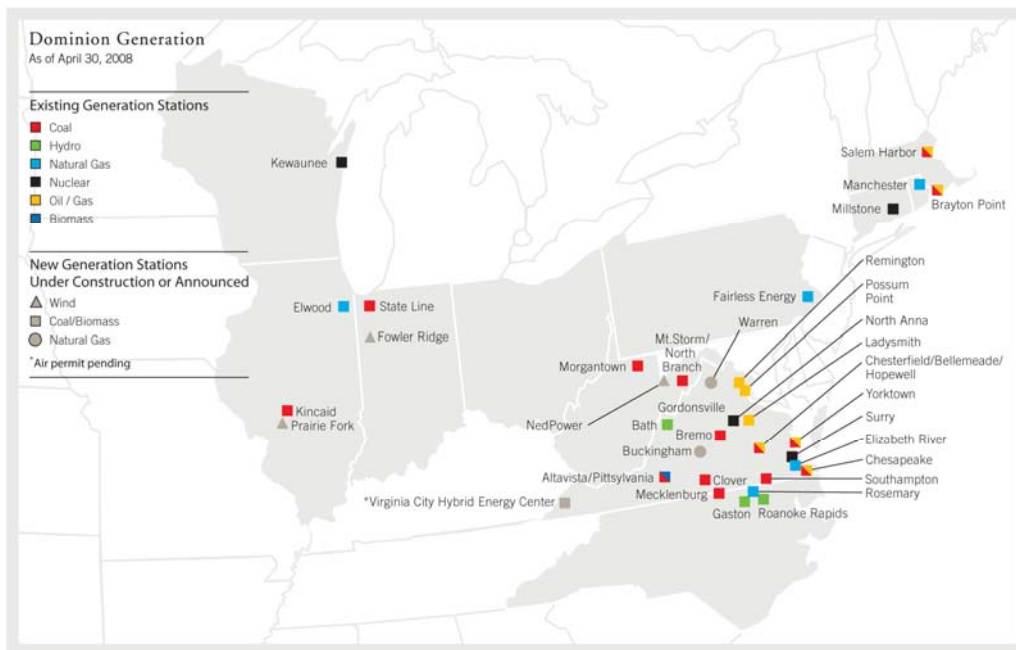 Dominion Generation
As of April 30, 2008
Existing Generation Stations
Coal
Hydro
Natural Gas
Nuclear
Oil / Gas
Biomass
New Generation Stations
Under Construction or Announced
Wind
Coal/Biomass
Natural Gas
*Air permit pending
Kewaunee
Elwood
State Line
Fowler Ridge
Kincaid
Prairie Fork
Salem Harbor
Manchester
Millstone
Brayton Point
Fairless Energy
Warren
Mt.Storm/
North
Branch
Morgantown
NedPower
Gordonsville
Bath
Bremo
Buckingham
Altavista/Pittsylvania
Clover
Mecklenburg
*Virginia City Hybrid Energy Center
Gaston
Roanoke Rapids
Remington
Possum
Point
North Anna
Ladysmith
Chesterfield/Bellemeade/
Hopewell
Yorktown
Surry
Elizabeth River
Chesapeake
Southampton
Rosemary